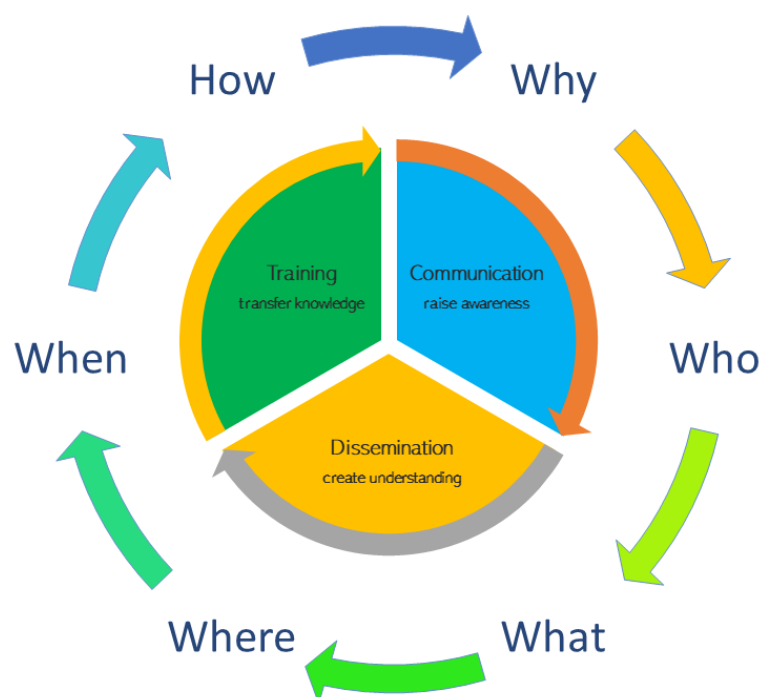 How
Why
Training
transfer knowledge
Communication
raise awareness
When
Who
Dissemination
create understanding
Where
What